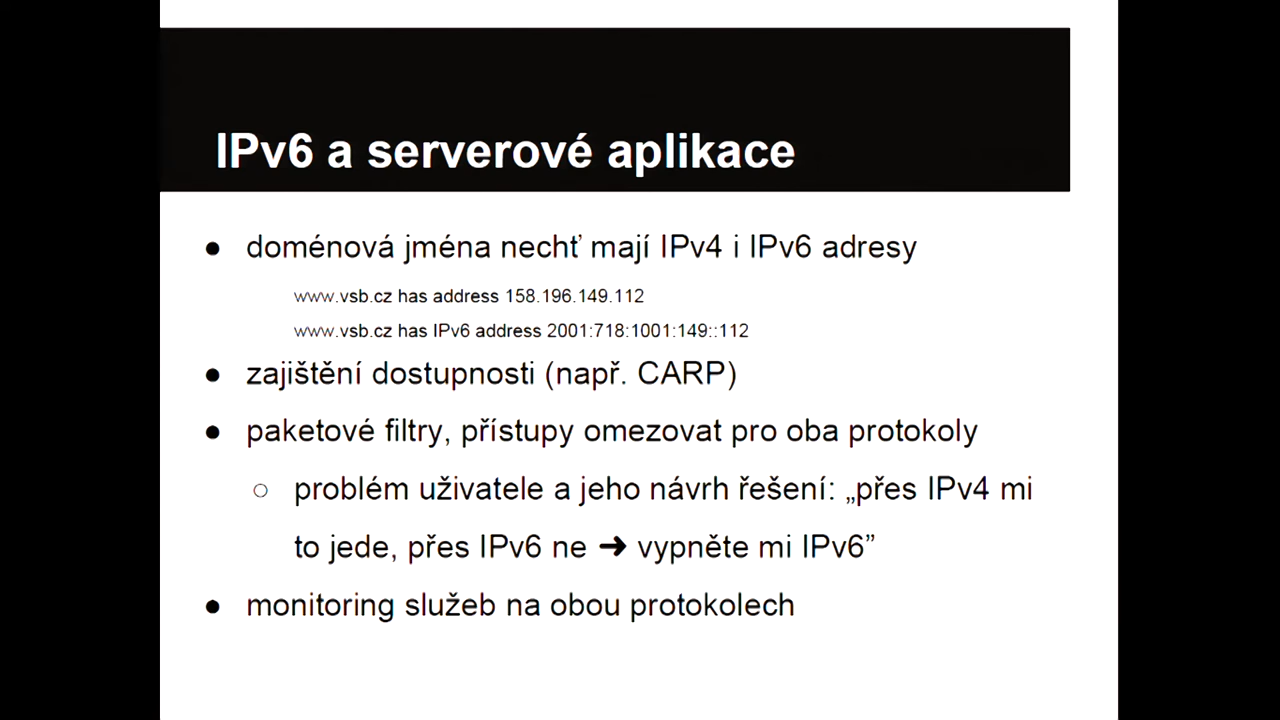 IPv6 a serverové aplikace
● doménová jména nechť mají IPv4 i IPv6 adresy
www.vsb.cz has address 158.196.149.112
www.vsb.cz has IPv6 address 2001:718:1001:149::112
● zajištění dostupnosti (např. CARP)
● paketové filtry, přístupy omezovat pro oba protokoly
○ problém uživatele a jeho návrh řešení: „přes IPv4 mi
to jede, přes IPv6 ne ➜ vypněte mi IPv6”
● monitoring služeb na obou protokolech